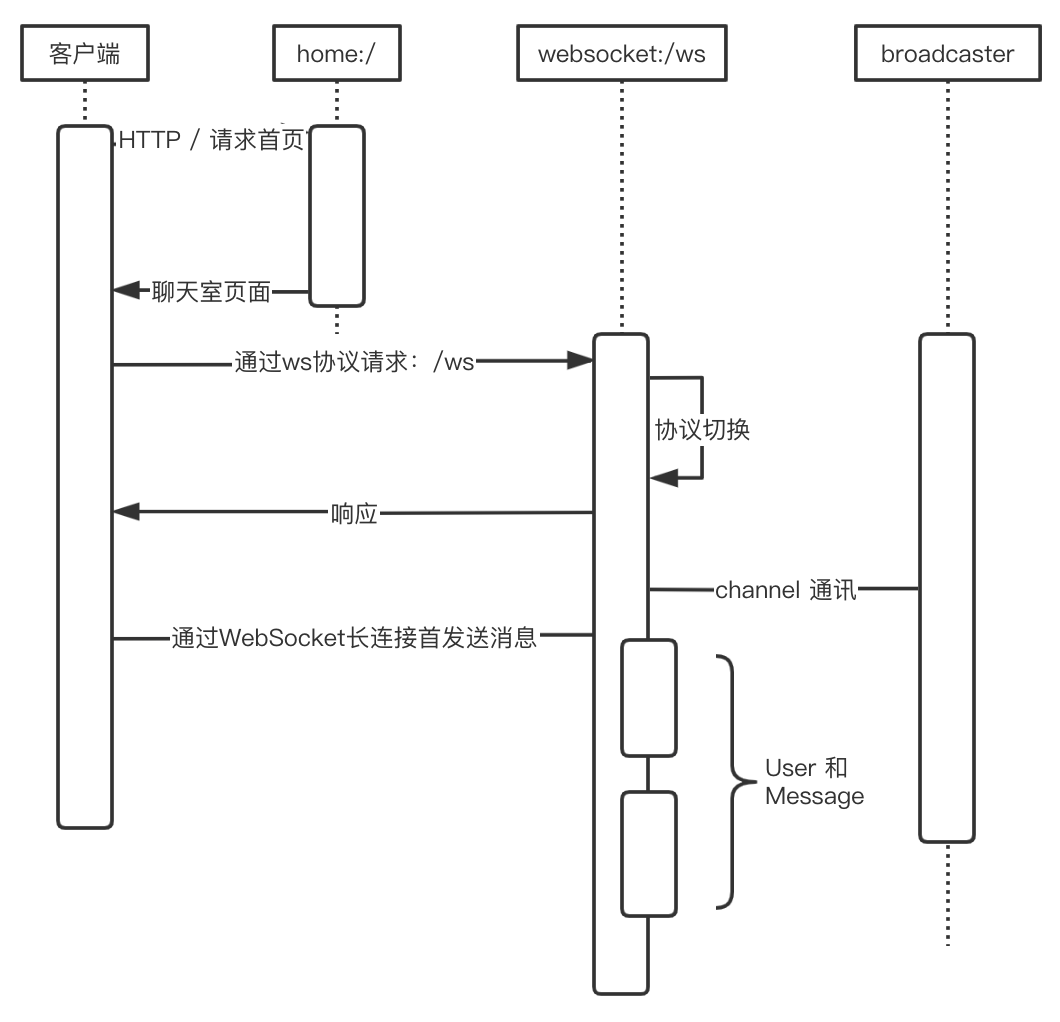 客户端
home:/
websocket:/ws
broadcaster
HTTP / 请求首页
聊天室页面
通过ws协议请求：/ws
协议切换
响应
channel 通讯
通过WebSocket长连接首发送消息
User 和
Message